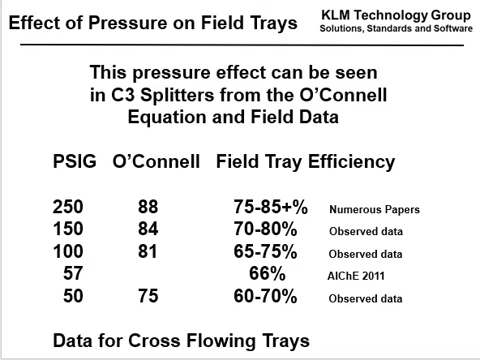 Effect of Pressure on Field Trays
KLM Technology Group
Solutions, Standards and Software
This pressure effect can be seen
in C3 Splitters from the O'Connell
Equation and Field Data
PSIG O'Connell Field Tray Efficiency
250 88 75-85+% Numerous Papers
150 84 70-80% Observed data
100 81 65-75% Observed data
57 66% AIChE 2011
50 75 60-70% Observed data
Data for Cross Flowing Trays